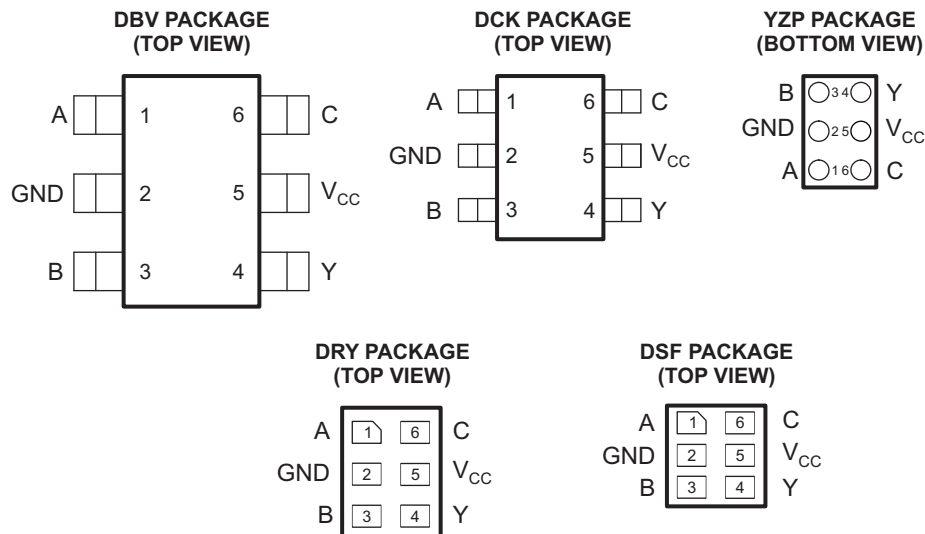 DBV PACKAGE
(TOP VIEW)
A 1 6 C
GND 2 5 VCC
B 3 4 Y
DCK PACKAGE
(TOP VIEW)
A 1 6 C
GND 2 5 VCC
B 3 4 Y
YZP PACKAGE
(BOTTOM VIEW)
B 3 4 Y
GND 2 5 VCC
A 1 6 C
DRY PACKAGE
(TOP VIEW)
A 1 6 C
GND 2 5 VCC
B 3 4 Y
DSF PACKAGE
(TOP VIEW)
A 1 6 C
GND 2 5 VCC
B 3 4 Y